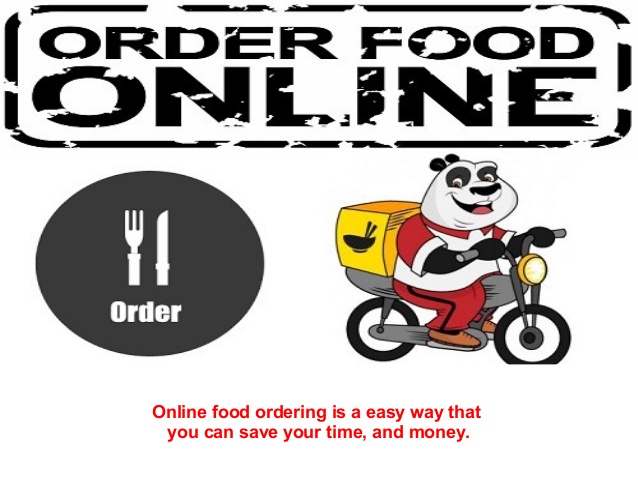 ORDER FOOD
ONLINE
Order
Online food ordering is a easy way that
you can save your time, and money.